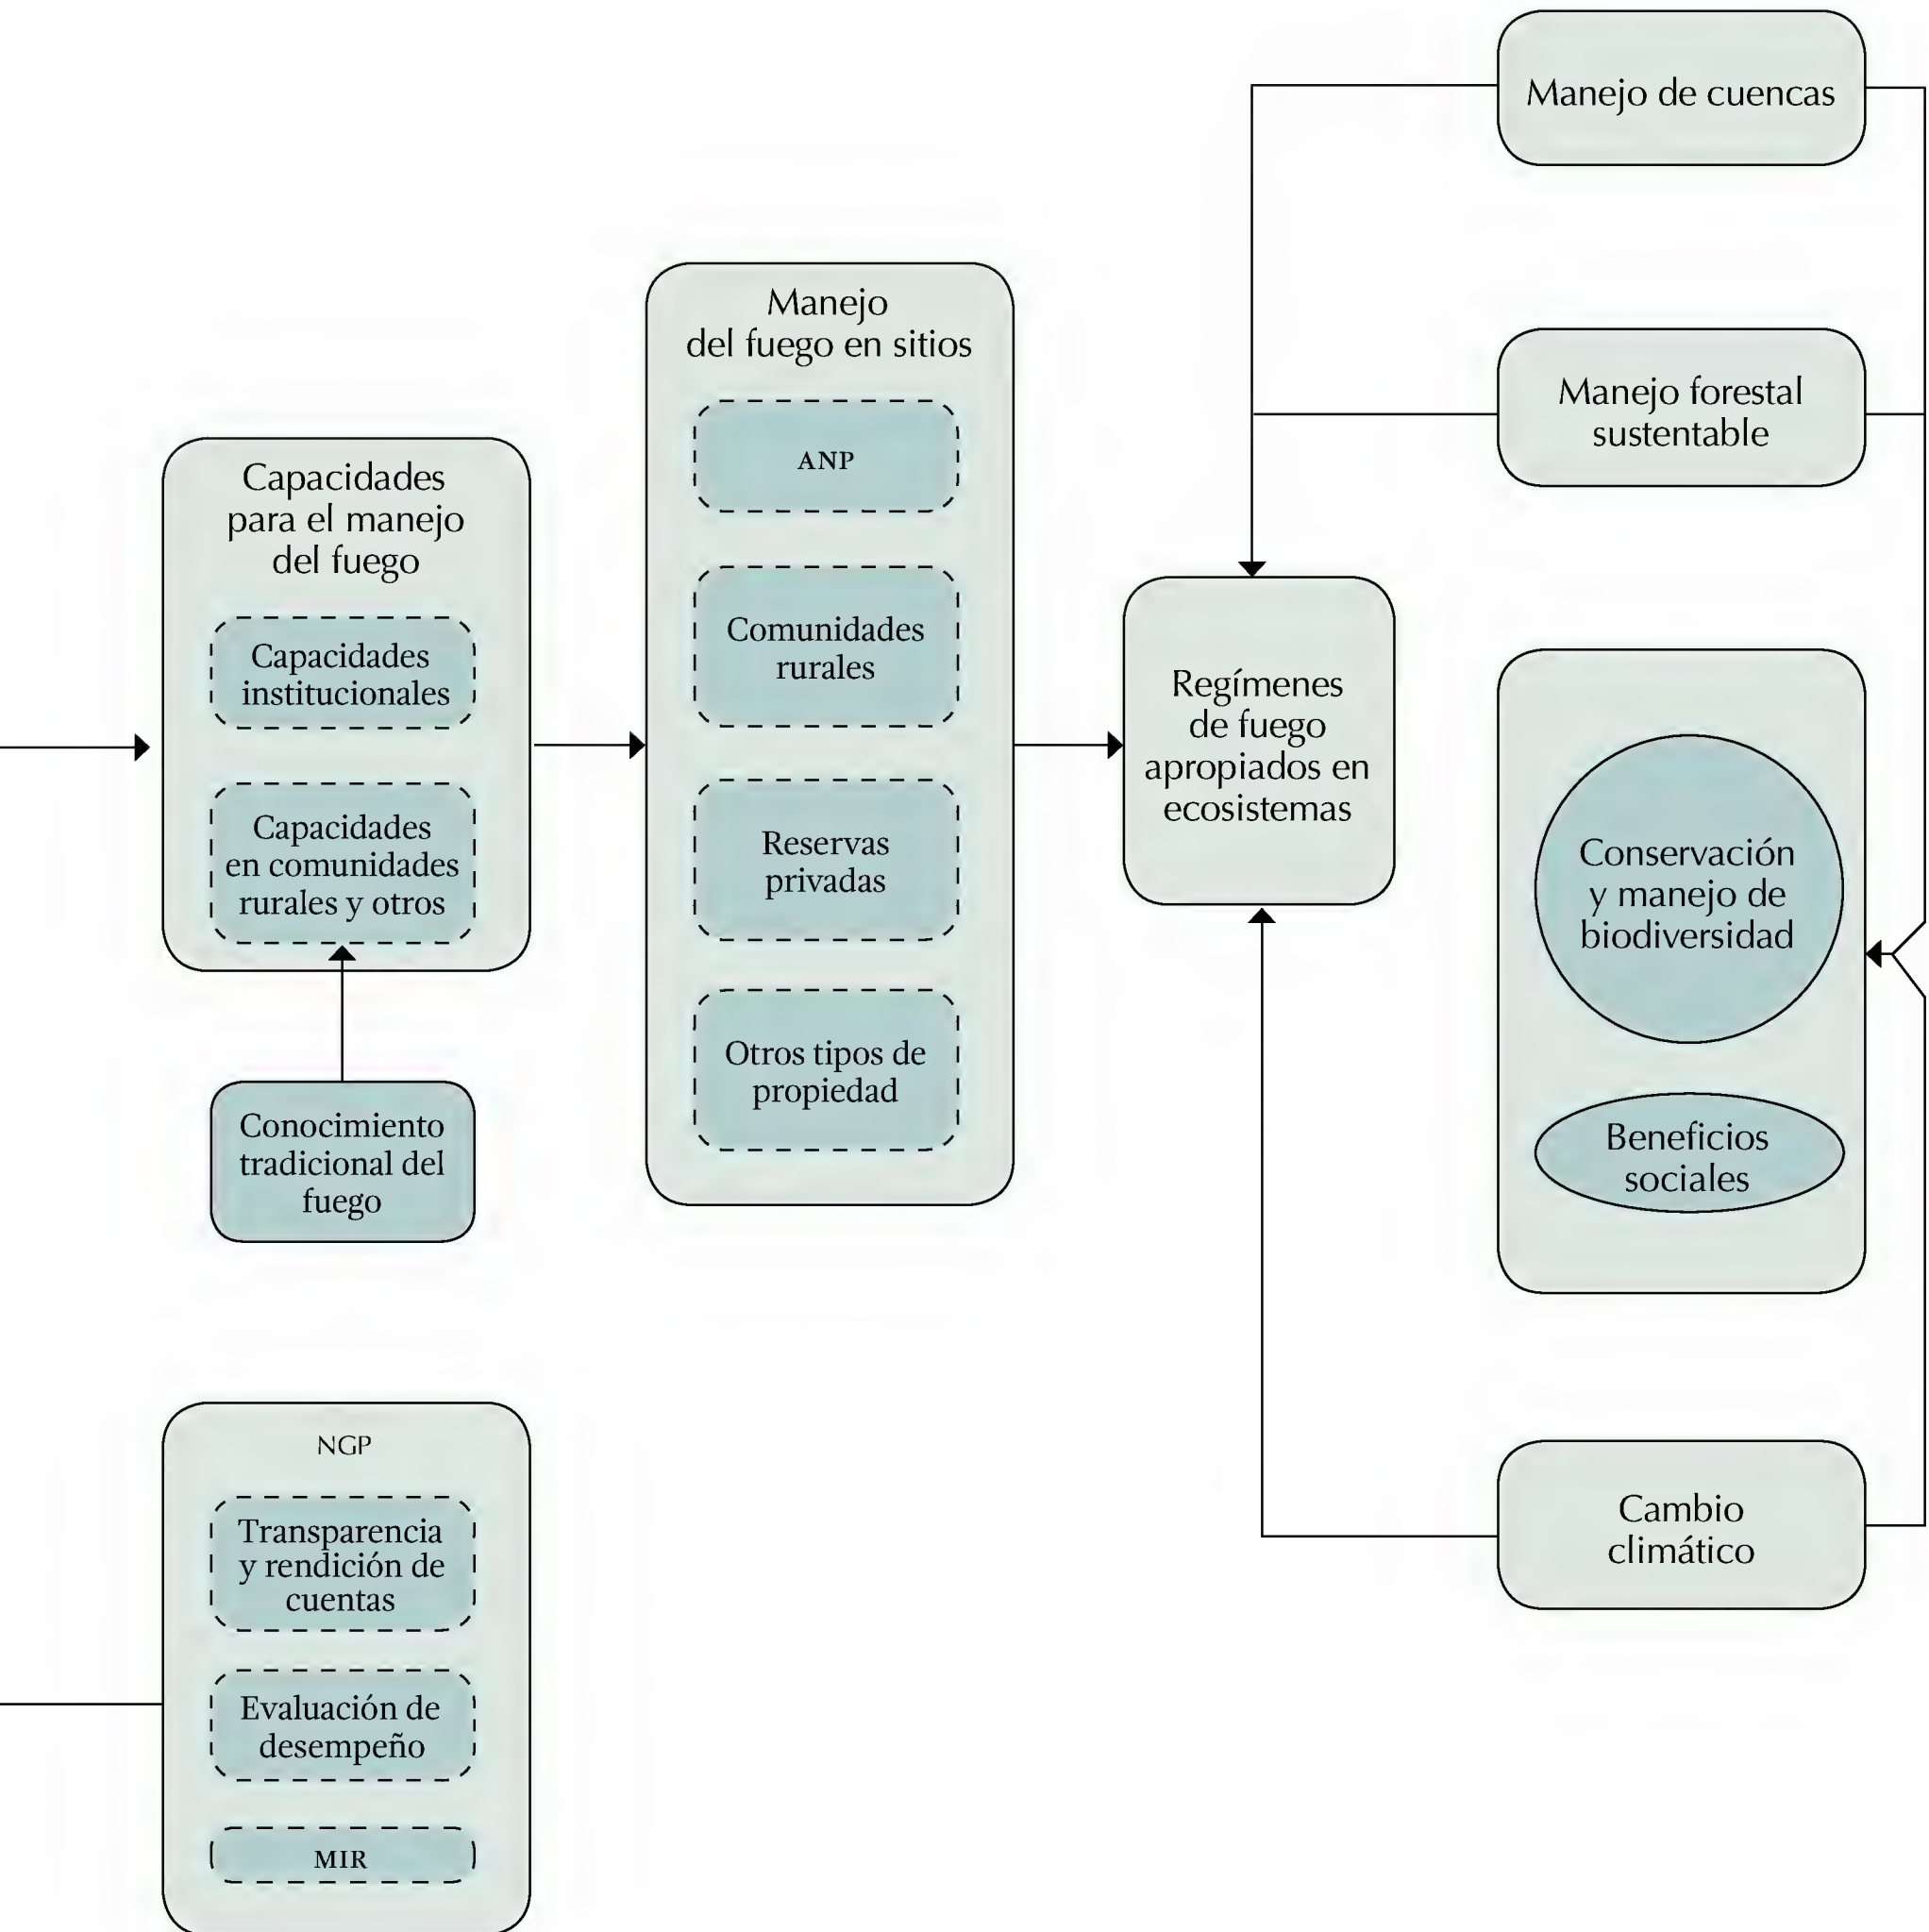 Manejo de cuencas
Manejo forestal
sustentable
Manejo
del fuego en sitios
ANP
Comunidades
rurales
Reservas
privadas
Otros tipos de
propiedad
Capacidades
para el manejo
del fuego
Capacidades
institucionales
Capacidades
en comunidades
rurales y otros
Conocimiento
tradicional del
fuego
Regímenes
de fuego
apropiados en
ecosistemas
Conservación
y manejo de
biodiversidad
Beneficios
sociales
NGP
Transparencia
y rendición de
cuentas
Evaluación de
desempeño
MIR
Cambio
climático